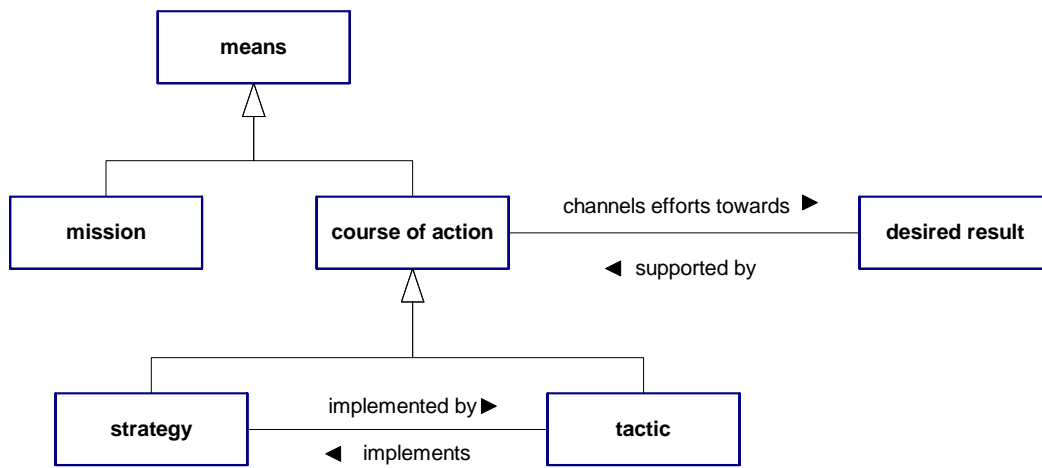 means
mission
course of action
channels efforts towards ►
desired result
◄ supported by
strategy
implemented by ►
tactic
◄ implements